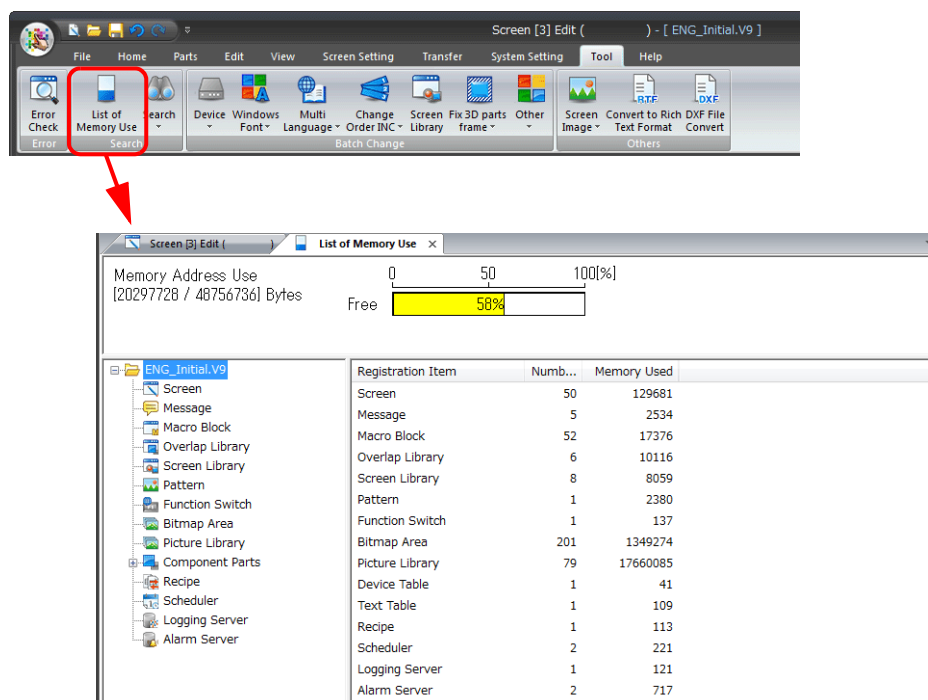 Screen [3] Edit ( ) - [ ENG_Initial.V9 ]
File Home Parts Edit View Screen Setting Transfer System Setting Tool Help
Error Check
List of Memory Use
Search
Device
Windows Font
Multi Language
Change Order INC
Screen Library
Fix 3D parts frame
Other
Screen Image
RTF
Convert to Rich Text Format
DXF
DXF File Convert
Error Search Batch Change Others
Screen [3] Edit ( ) List of Memory Use ×
Memory Address Use
[20297728 / 48756736] Bytes
0 50 100[%]
Free 58%
ENG_Initial.V9
Screen
Message
Macro Block
Overlap Library
Screen Library
Pattern
Function Switch
Bitmap Area
Picture Library
Component Parts
Recipe
Scheduler
Logging Server
Alarm Server
Registration Item Numb... Memory Used
Screen 50 129681
Message 5 2534
Macro Block 52 17376
Overlap Library 6 10116
Screen Library 8 8059
Pattern 1 2380
Function Switch 1 137
Bitmap Area 201 1349274
Picture Library 79 17660085
Device Table 1 41
Text Table 1 109
Recipe 1 113
Scheduler 2 221
Logging Server 1 121
Alarm Server 2 717